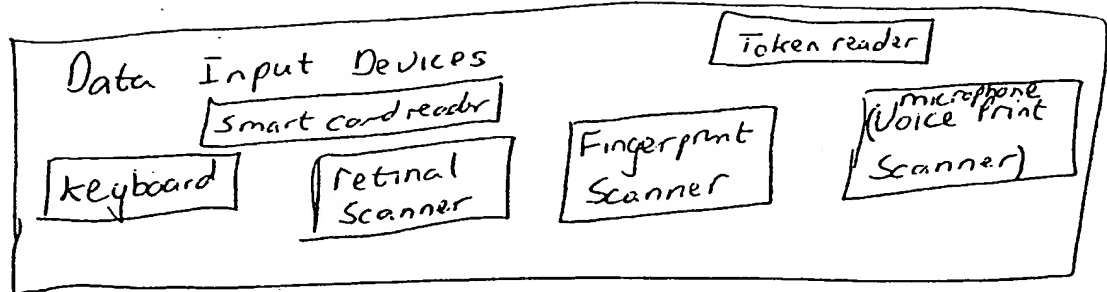 Token reader
Data Input Devices
Smart card reader
keyboard
retinal
Scanner
Fingerprint
Scanner
microphone
(Voice Print
Scanner)